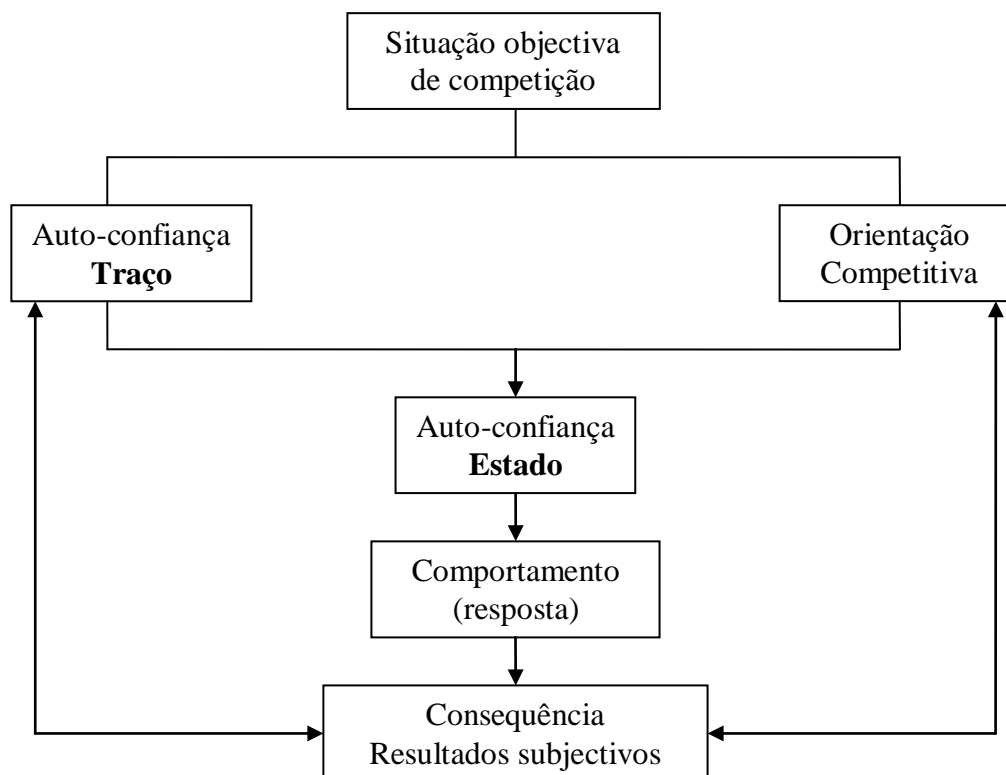 Situação objectiva
de competição
Auto-confiança
Traço
Orientação
Competitiva
Auto-confiança
Estado
Comportamento
(resposta)
Consequência
Resultados subjectivos